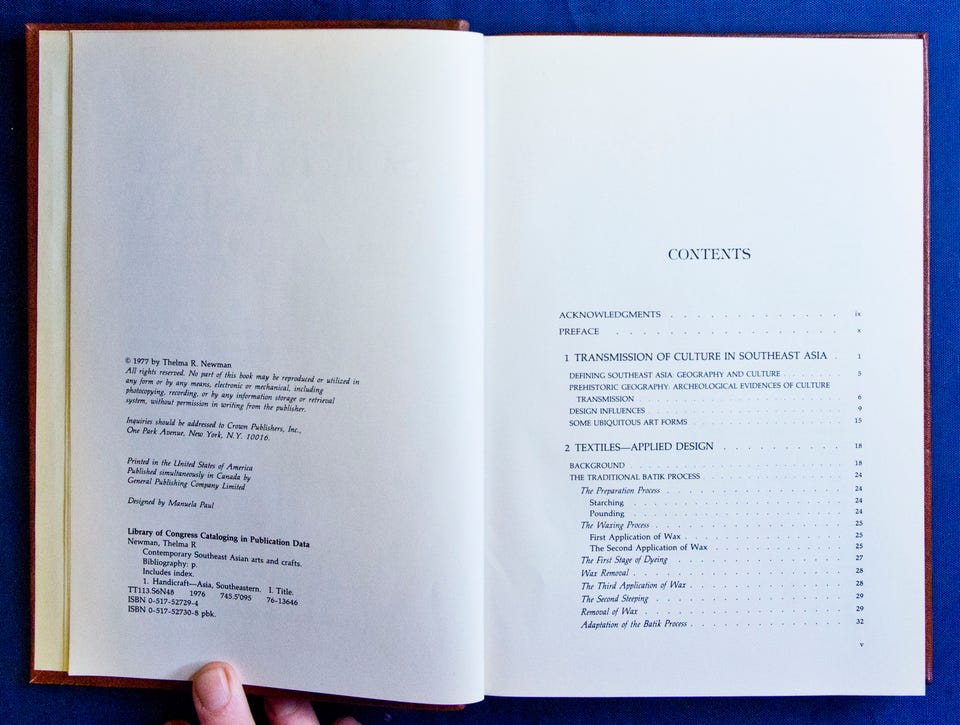 © 1977 by Thelma R. Newman
All rights reserved. No part of this book may be reproduced or utilized in
any form or by any means, electronic or mechanical, including
photocopying, recording, or by any information storage or retrieval
system, without permission in writing from the publisher.
Inquiries should be addressed to Crown Publishers, Inc.,
One Park Avenue, New York, N.Y. 10016.
Printed in the United States of America
Published simultaneously in Canada by
General Publishing Company Limited
Designed by Manuela Paul
Library of Congress Cataloging in Publication Data
Newman, Thelma R
Contemporary Southeast Asian arts and crafts.
Bibliography: p.
Includes index.
1. Handicraft—Asia, Southeastern. I. Title.
TT113.S6N48 1976 745.5'095 76-13646
ISBN 0-517-52729-4
ISBN 0-517-52730-8 pbk.
CONTENTS
ACKNOWLEDGMENTS . . . . . . . . . . . . . ix
PREFACE . . . . . . . . . . . . . . . . . x
1 TRANSMISSION OF CULTURE IN SOUTHEAST ASIA . 1
DEFINING SOUTHEAST ASIA: GEOGRAPHY AND CULTURE . . . . . . 5
PREHISTORIC GEOGRAPHY: ARCHEOLOGICAL EVIDENCES OF CULTURE
TRANSMISSION . . . . . . . . . . . . . . . . . 6
DESIGN INFLUENCES . . . . . . . . . . . . . . . . 9
SOME UBIQUITOUS ART FORMS . . . . . . . . . . . . 15
2 TEXTILES—APPLIED DESIGN . . . . . . . . 18
BACKGROUND . . . . . . . . . . . . . . . . . . 18
THE TRADITIONAL BATIK PROCESS . . . . . . . . . . . 24
The Preparation Process . . . . . . . . . . . . . . 24
Starching . . . . . . . . . . . . . . . . . 24
Pounding . . . . . . . . . . . . . . . . . 24
The Waxing Process . . . . . . . . . . . . . . . 25
First Application of Wax . . . . . . . . . . . . . 25
The Second Application of Wax . . . . . . . . . . 25
The First Stage of Dyeing . . . . . . . . . . . . . 27
Wax Removal . . . . . . . . . . . . . . . . . 28
The Third Application of Wax . . . . . . . . . . . . 28
The Second Steeping . . . . . . . . . . . . . . . 29
Removal of Wax . . . . . . . . . . . . . . . . 29
Adaptation of the Batik Process . . . . . . . . . . . . 32
v